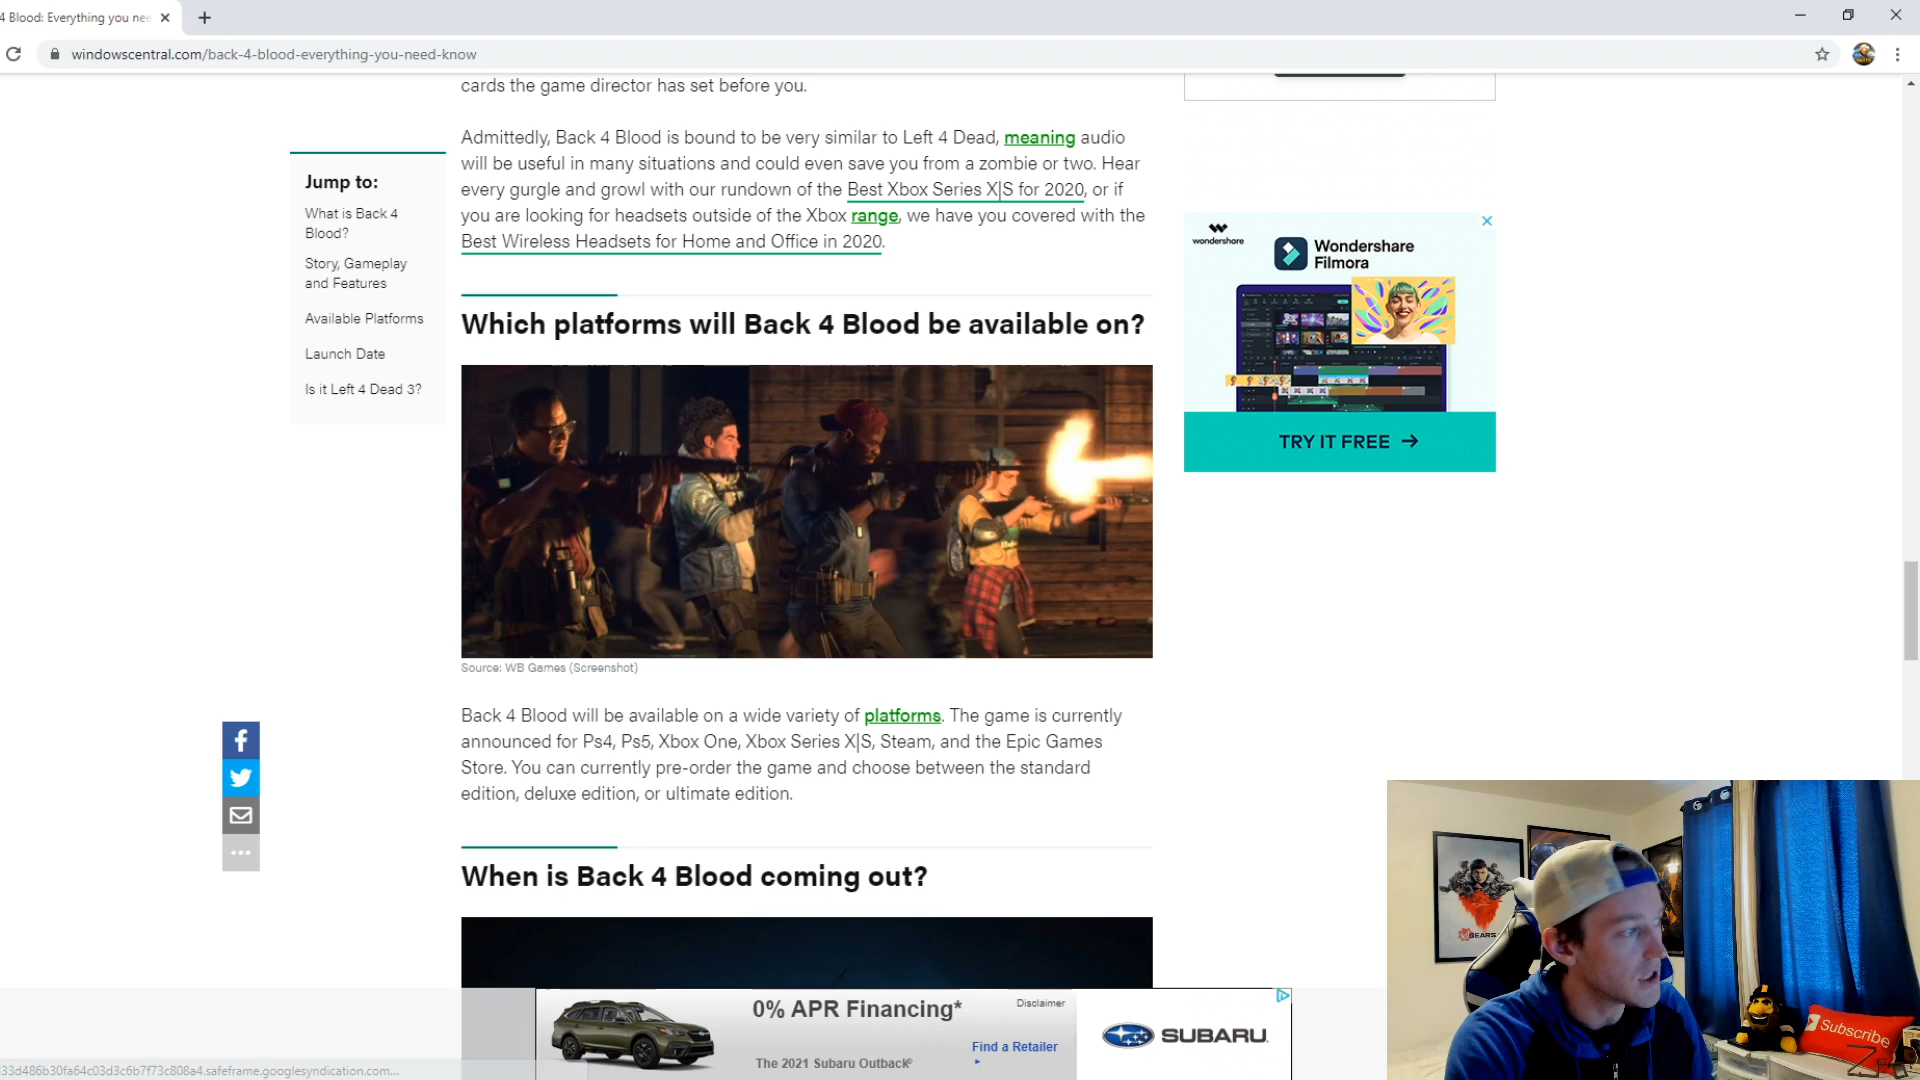 4 Blood: Everything you nee
windowscentral.com/back-4-blood-everything-you-need-know
cards the game director has set before you.
Admittedly, Back 4 Blood is bound to be very similar to Left 4 Dead, meaning audio
will be useful in many situations and could even save you from a zombie or two. Hear
every gurgle and growl with our rundown of the Best Xbox Series X|S for 2020, or if
you are looking for headsets outside of the Xbox range, we have you covered with the
Best Wireless Headsets for Home and Office in 2020.
Jump to:
What is Back 4
Blood?
Story, Gameplay
and Features
Available Platforms
Launch Date
Is it Left 4 Dead 3?
Which platforms will Back 4 Blood be available on?
Source: WB Games (Screenshot)
Back 4 Blood will be available on a wide variety of platforms. The game is currently
announced for Ps4, Ps5, Xbox One, Xbox Series X|S, Steam, and the Epic Games
Store. You can currently pre-order the game and choose between the standard
edition, deluxe edition, or ultimate edition.
When is Back 4 Blood coming out?
wondershare
Wondershare
Filmora
TRY IT FREE →
0% APR Financing*
Disclaimer
Find a Retailer
The 2021 Subaru Outback®
SUBARU
GEARS
Subscribe
33d486b30fa64c03d3c6b7f73c808a4.safeframe.googlesyndication.com...